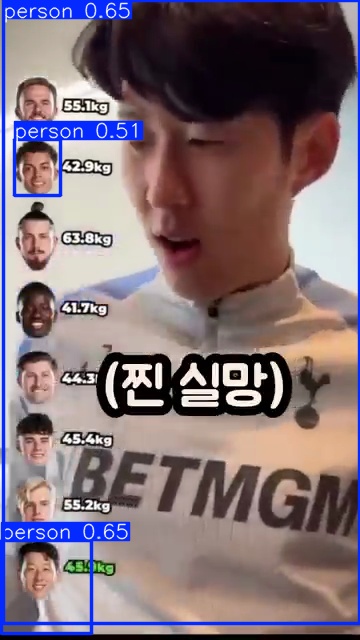 person 0.65
55.1kg
person 0.51
42.9kg
63.8kg
41.7kg
(찐 실망)
45.4kg
BETMGM
55.2kg
person 0.65